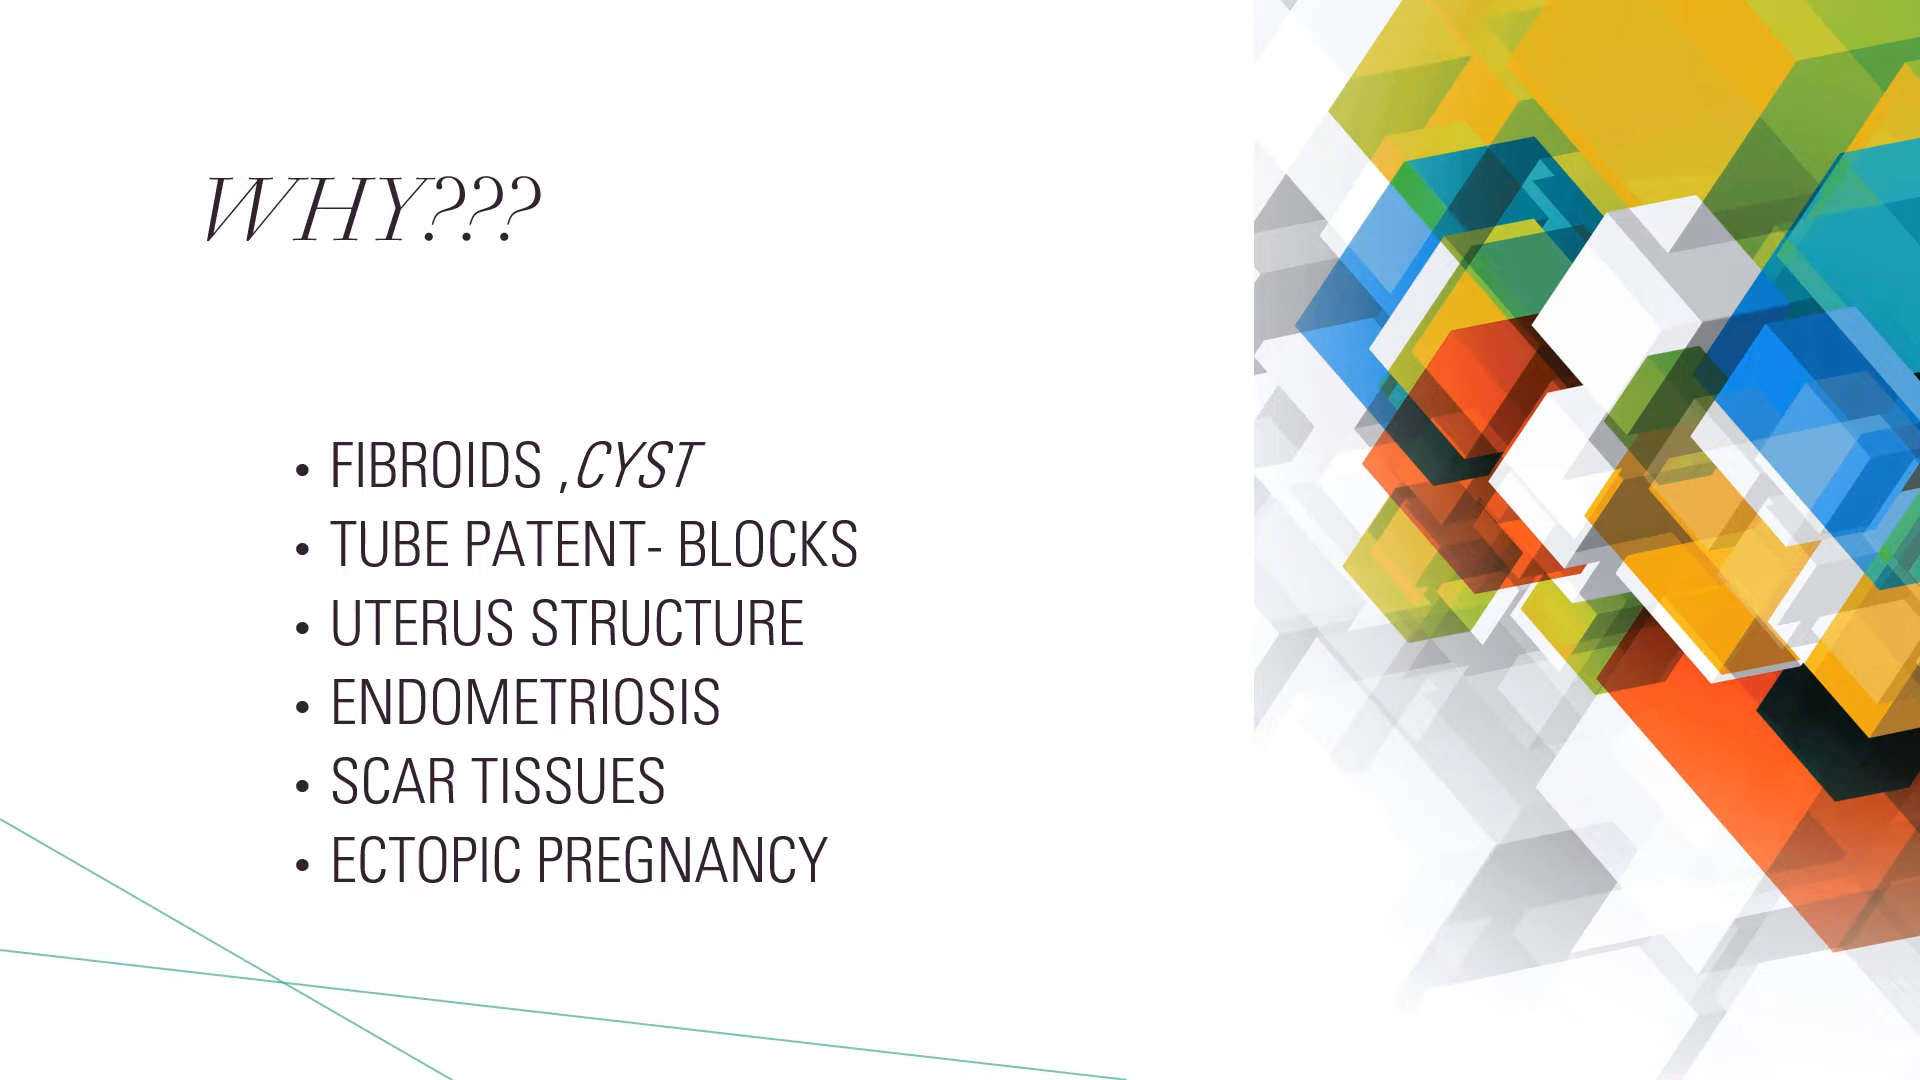 WHY???
• FIBROIDS ,CYST
• TUBE PATENT- BLOCKS
• UTERUS STRUCTURE
• ENDOMETRIOSIS
• SCAR TISSUES
• ECTOPIC PREGNANCY